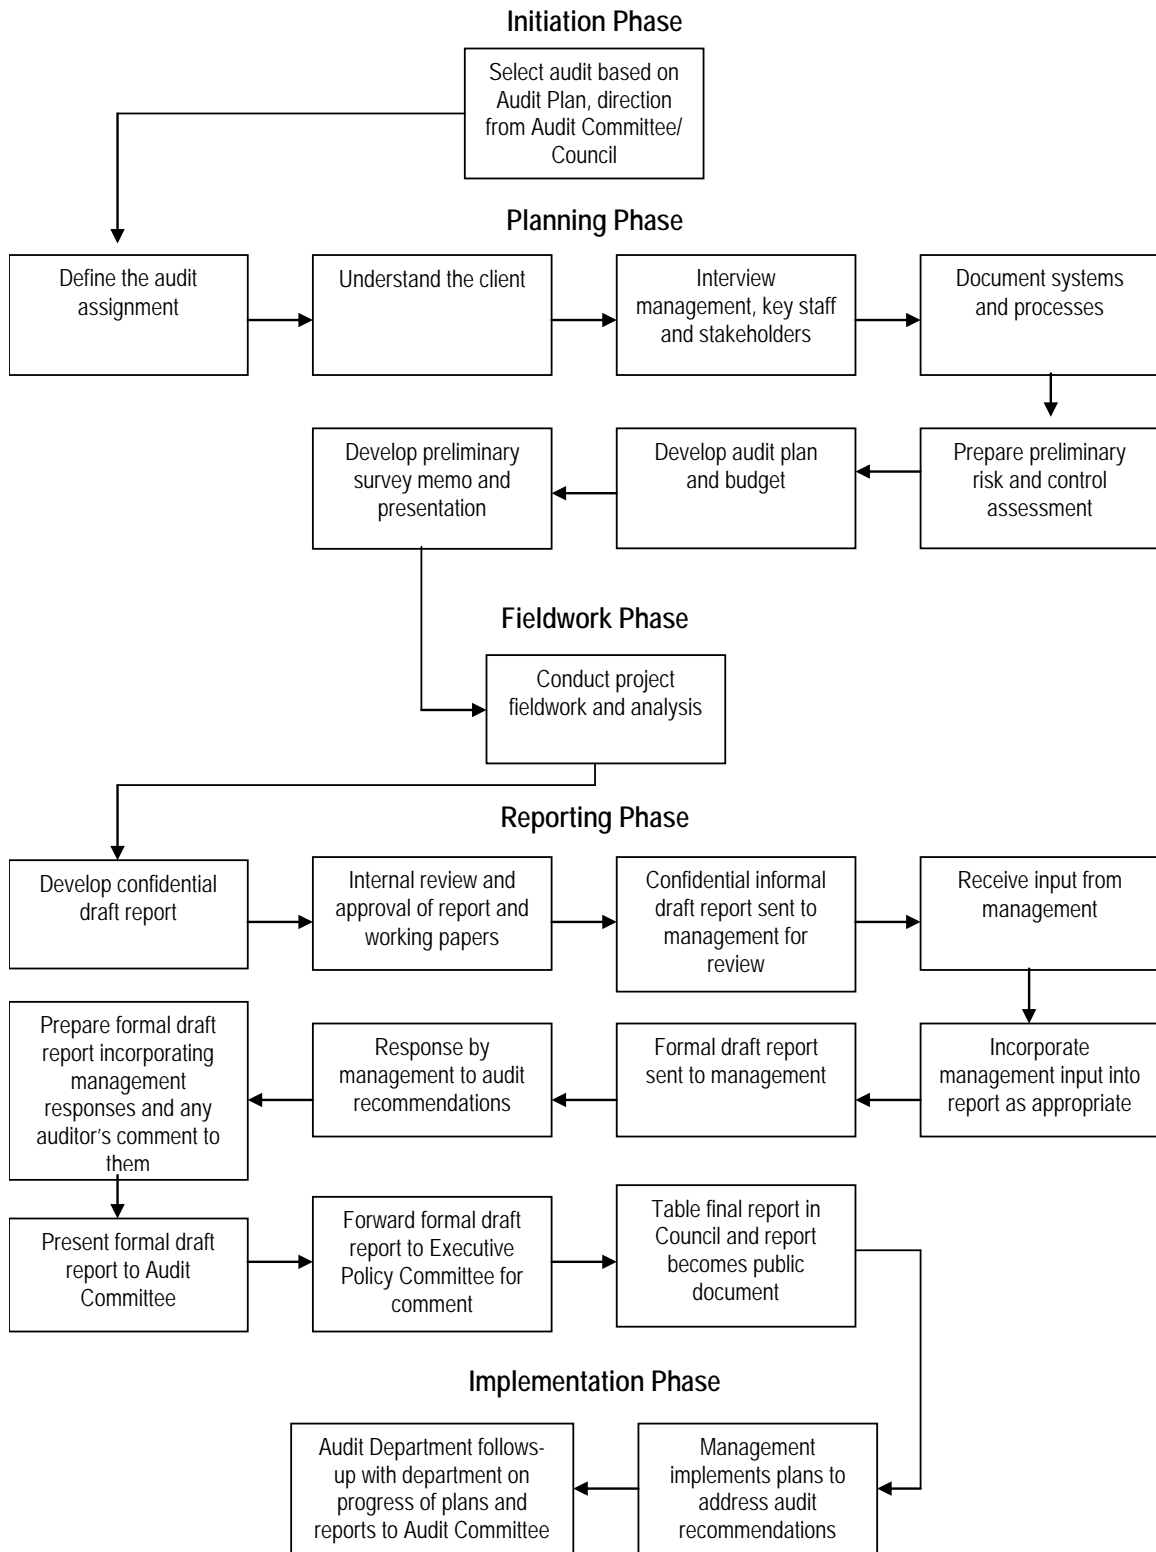 Initiation Phase
Select audit based on
Audit Plan, direction
from Audit Committee/
Council
Planning Phase
Define the audit
assignment
Understand the client
Interview
management, key staff
and stakeholders
Document systems
and processes
Prepare preliminary
risk and control
assessment
Develop audit plan
and budget
Develop preliminary
survey memo and
presentation
Fieldwork Phase
Conduct project
fieldwork and analysis
Reporting Phase
Develop confidential
draft report
Internal review and
approval of report and
working papers
Confidential informal
draft report sent to
management for
review
Receive input from
management
Incorporate
management input into
report as appropriate
Formal draft report
sent to management
Response by
management to audit
recommendations
Prepare formal draft
report incorporating
management
responses and any
auditor’s comment to
them
Present formal draft
report to Audit
Committee
Forward formal draft
report to Executive
Policy Committee for
comment
Table final report in
Council and report
becomes public
document
Implementation Phase
Management
implements plans to
address audit
recommendations
Audit Department follows-
up with department on
progress of plans and
reports to Audit Committee